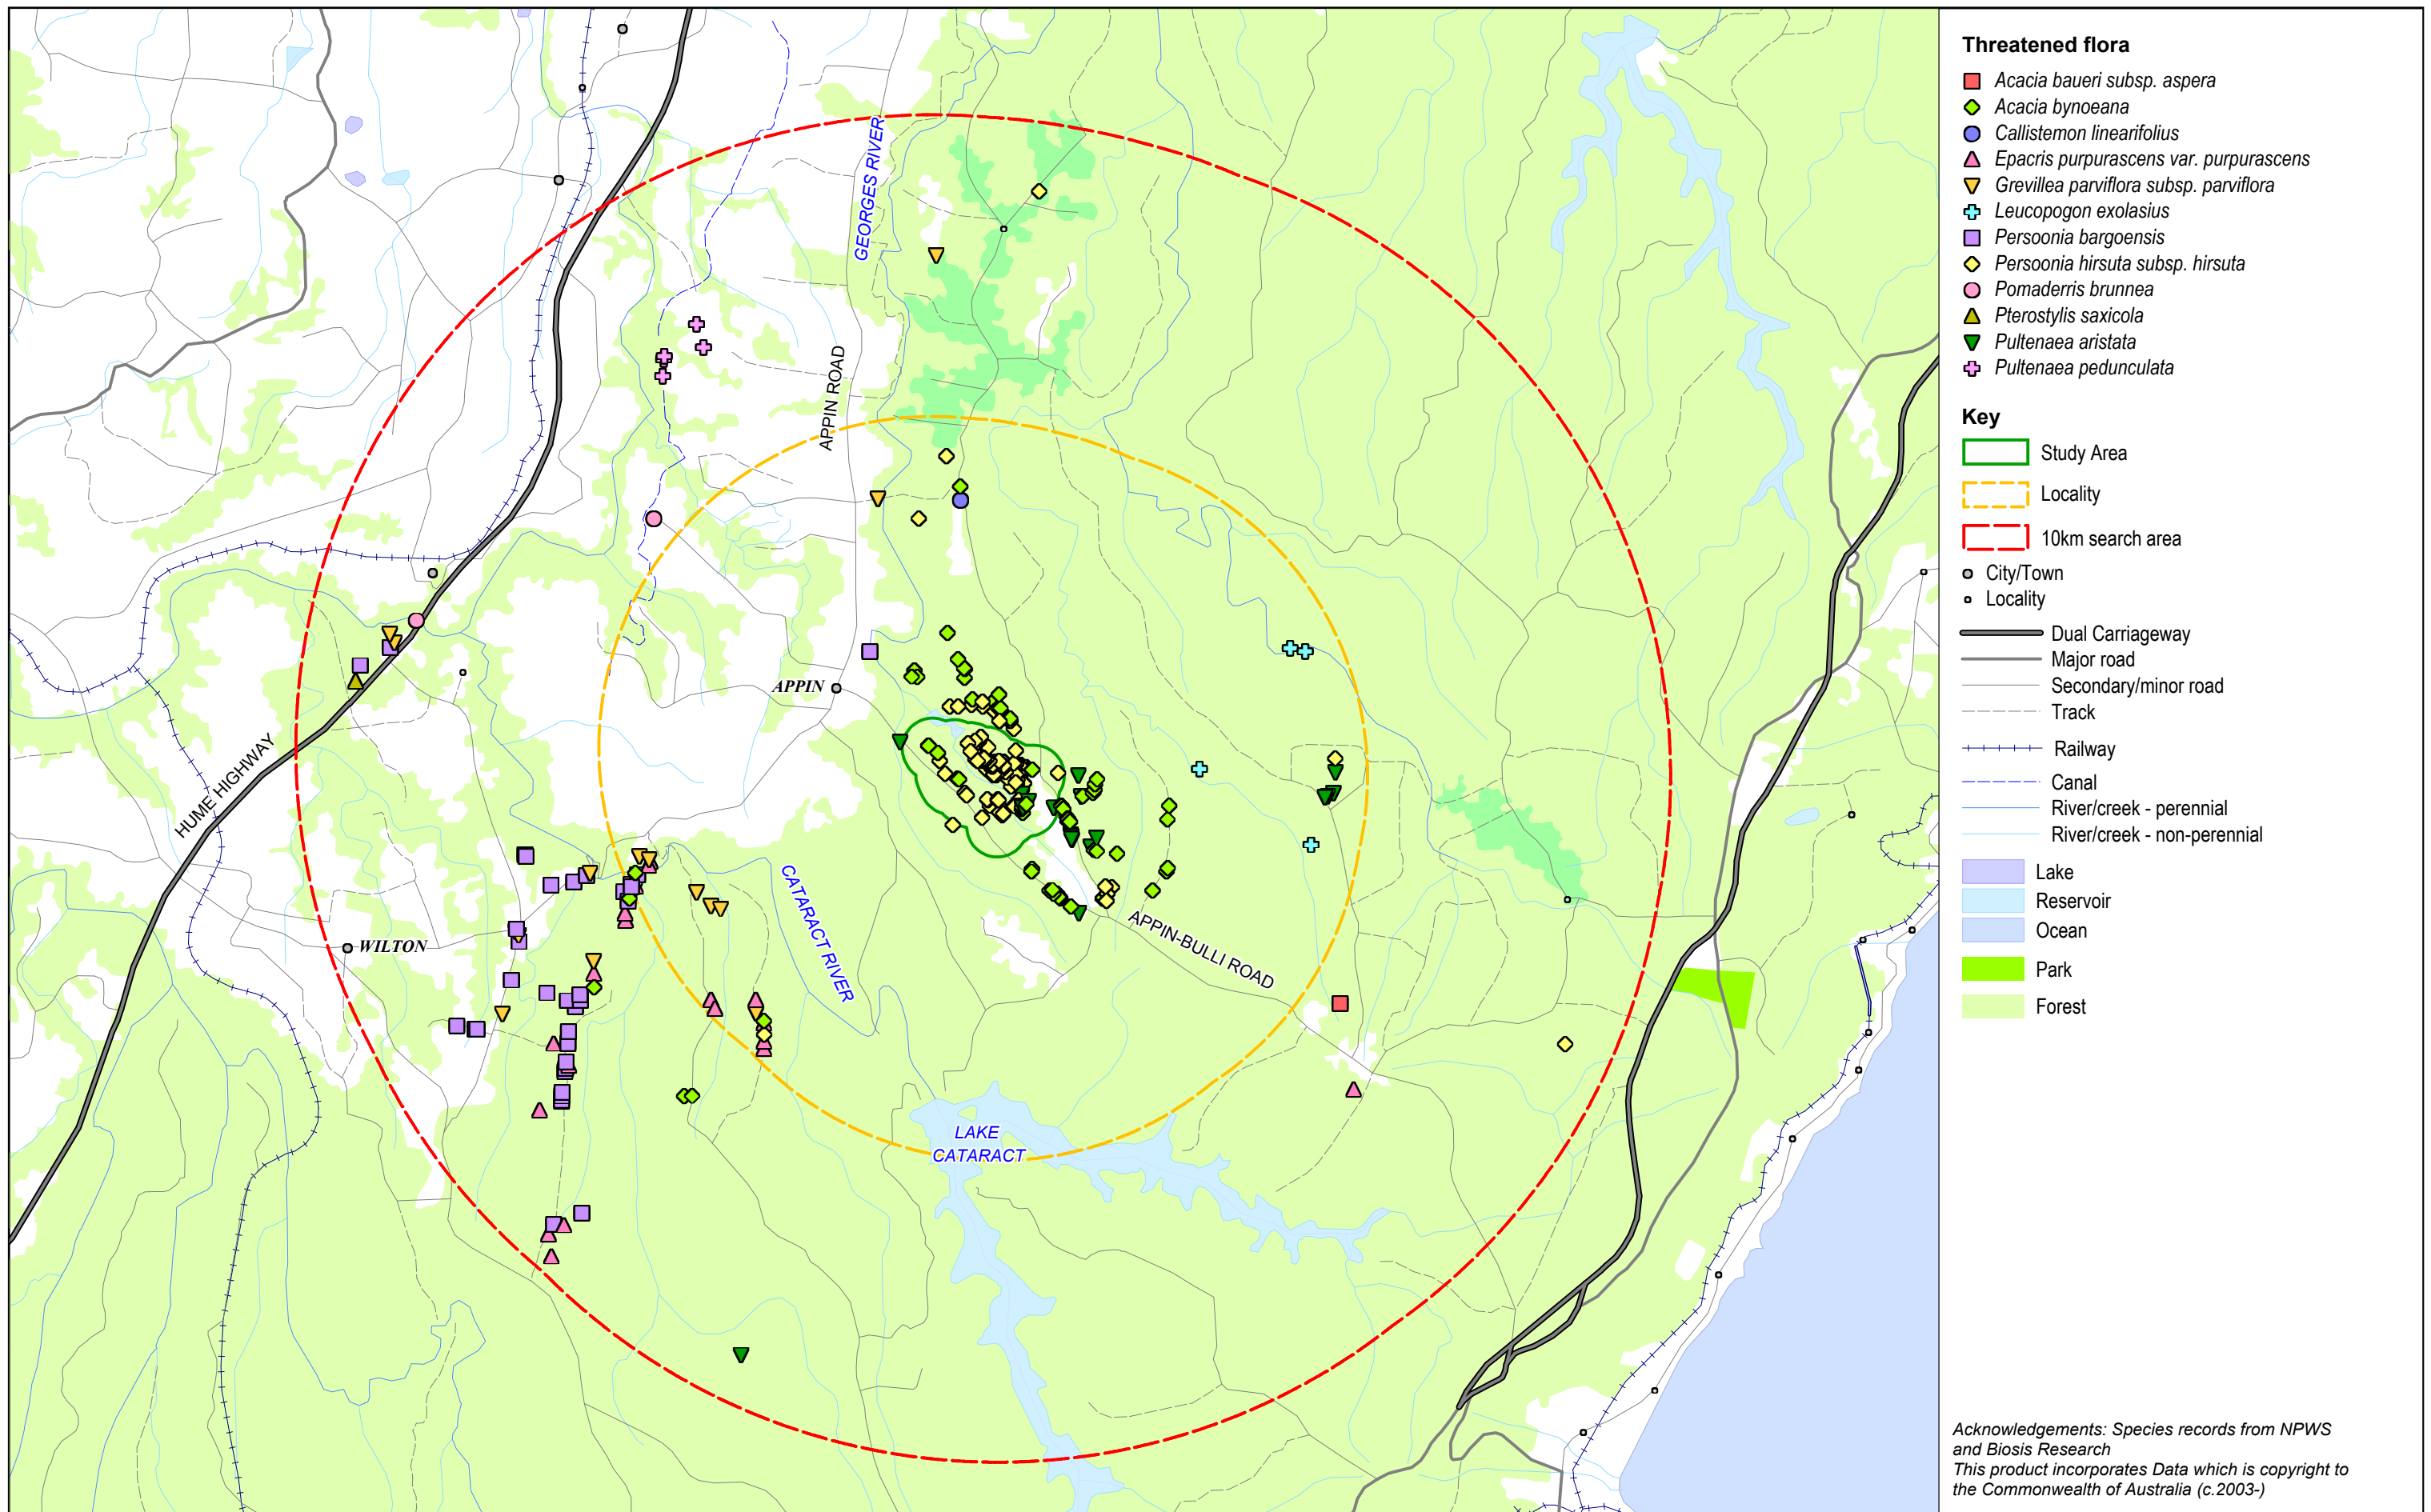 GEORGES RIVER
APPIN ROAD
APPIN
HUME HIGHWAY
WILTON
CATARACT RIVER
APPIN-BULLI ROAD
LAKE
CATARACT
Threatened flora
Acacia baueri subsp. aspera
Acacia bynoeana
Callistemon linearifolius
Epacris purpurascens var. purpurascens
Grevillea parviflora subsp. parviflora
Leucopogon exolasius
Persoonia bargoensis
Persoonia hirsuta subsp. hirsuta
Pomaderris brunnea
Pterostylis saxicola
Pultenaea aristata
Pultenaea pedunculata
Key
Study Area
Locality
10km search area
City/Town
Locality
Dual Carriageway
Major road
Secondary/minor road
Track
Railway
Canal
River/creek - perennial
River/creek - non-perennial
Lake
Reservoir
Ocean
Park
Forest
Acknowledgements: Species records from NPWS
and Biosis Research
This product incorporates Data which is copyright to
the Commonwealth of Australia (c.2003-)